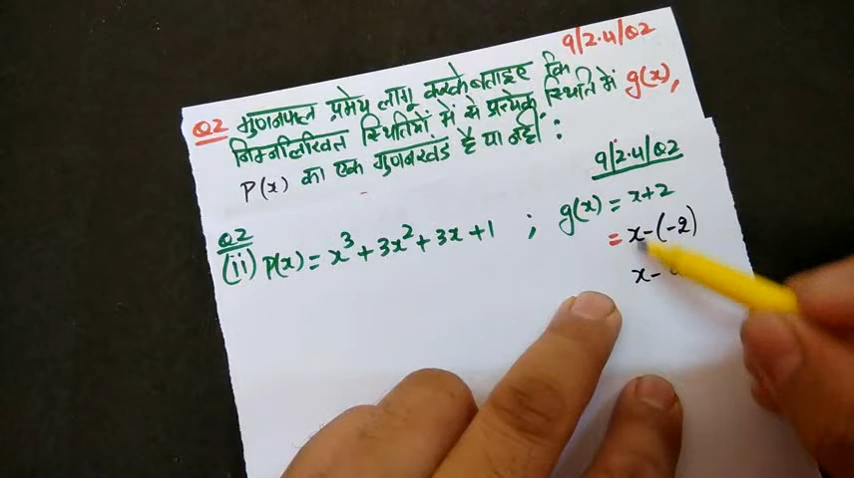 9/2.4/Q2
Q2 गुणनफल प्रमेय लागू करके बताइए कि
निम्नलिखित स्थितियों में से प्रत्येक स्थिति में g(x),
P(x) का एक गुणनखंड है या नहीं :
9/2.4/Q2
Q2
(ii) P(x) = x³ + 3x² + 3x + 1 ; g(x) = x+2
= x-(-2)
x-